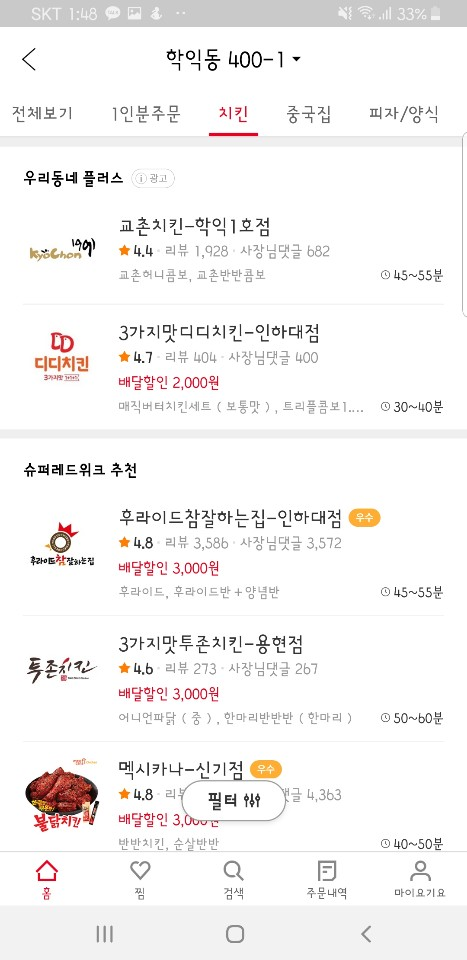 SKT 1:48
33%
학익동 400-1
전체보기 1인분주문 치킨 중국집 피자/양식
우리동네 플러스 광고
교촌치킨-학익1호점
4.4 · 리뷰 1,928 · 사장님댓글 682
교촌허니콤보, 교촌반반콤보
45~55분
KyoChon 1991
3가지맛디디치킨-인하대점
4.7 · 리뷰 404 · 사장님댓글 400
배달할인 2,000원
매직버터치킨세트 ( 보통맛 ) , 트리플콤보1....
30~40분
디디치킨
슈퍼레드위크 추천
후라이드참잘하는집-인하대점 우수
4.8 · 리뷰 3,586 · 사장님댓글 3,572
배달할인 3,000원
후라이드, 후라이드반 + 양념반
45~55분
후라이드참잘하는집
3가지맛투존치킨-용현점
4.6 · 리뷰 273 · 사장님댓글 267
배달할인 3,000원
어니언파닭 ( 중 ) , 한마리반반반 ( 한마리 )
50~60분
투존치킨
멕시카나-신기점 우수
4.8 · 리뷰 댓글 4,363
배달할인 3,000원
반반치킨, 순살반반
40~50분
불닭치킨
필터
홈 찜 검색 주문내역 마이요기요